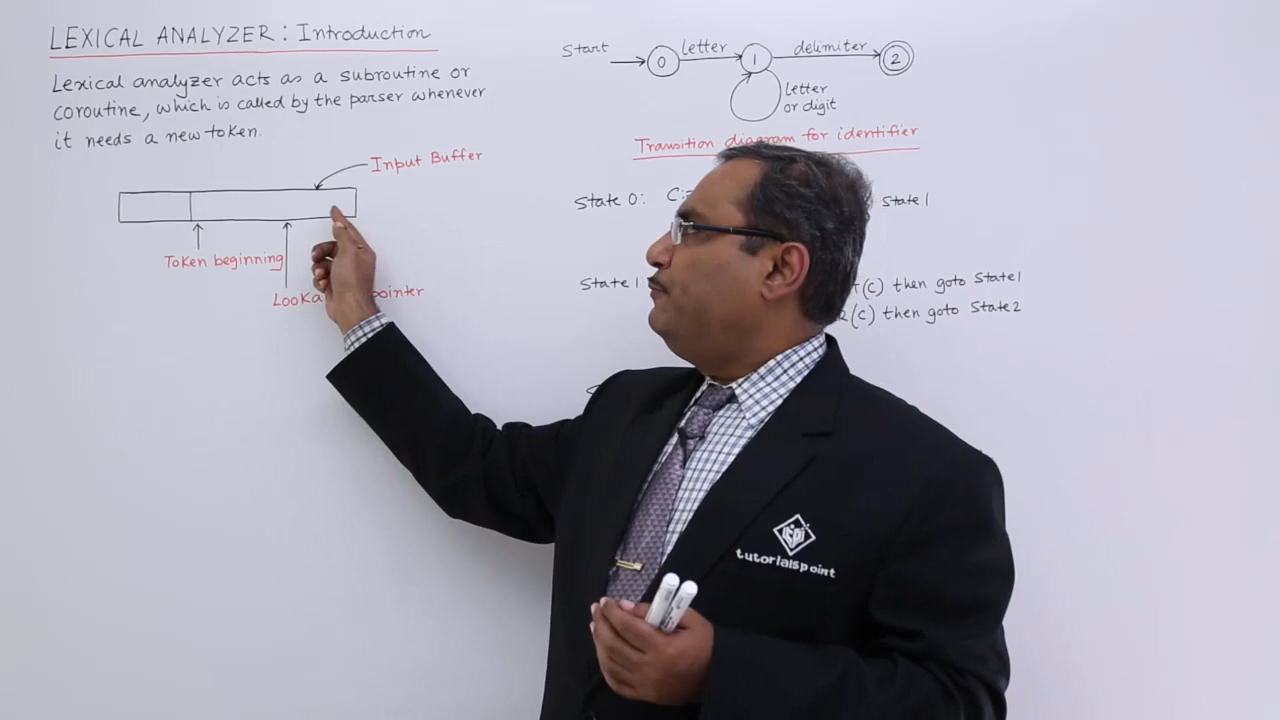 LEXICAL ANALYZER: Introduction
Lexical analyzer acts as a subroutine or
coroutine, which is called by the parser whenever
it needs a new token.
Input Buffer
Token beginning
Start
0
Letter
1
delimiter
2
Letter
or digit
Transition diagram for identifier
State 0: C:
State 1
State 1
(C) then goto State 1
(C) then goto State 2
tutorialspoint